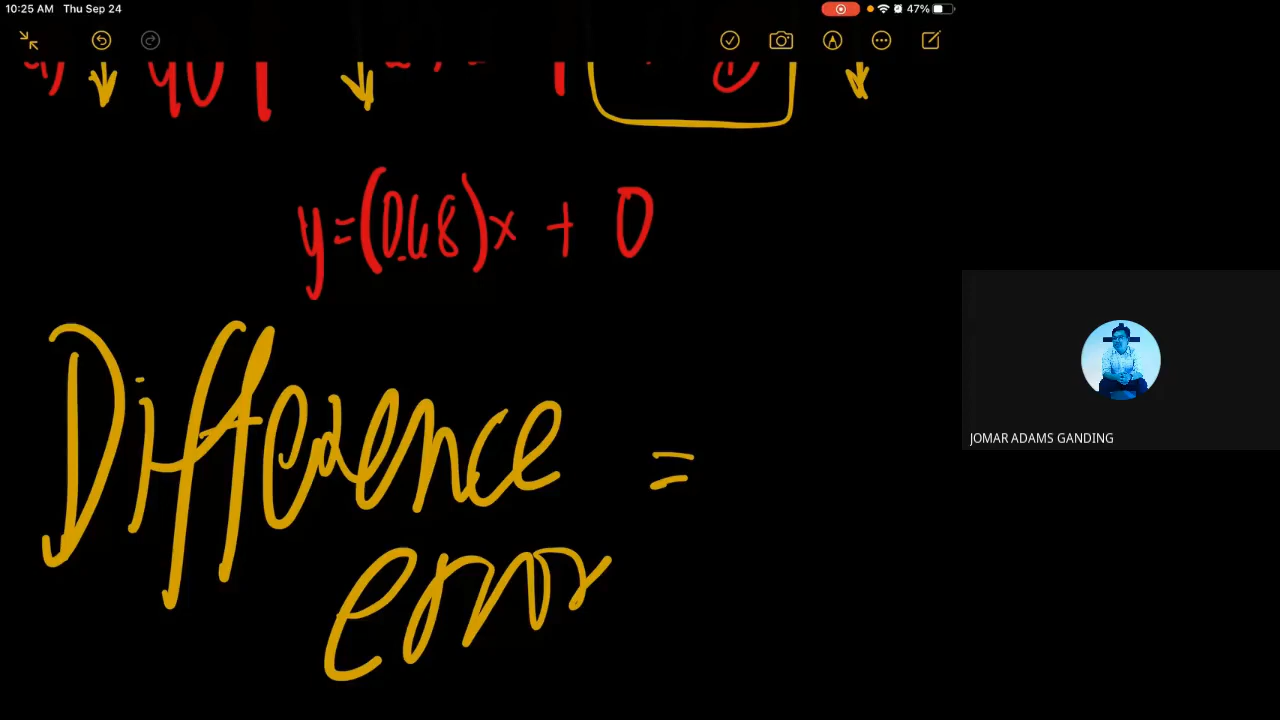 10:25 AM Thu Sep 24
47%
y=(0.68)x + 0
Difference =
error
JOMAR ADAMS GANDING